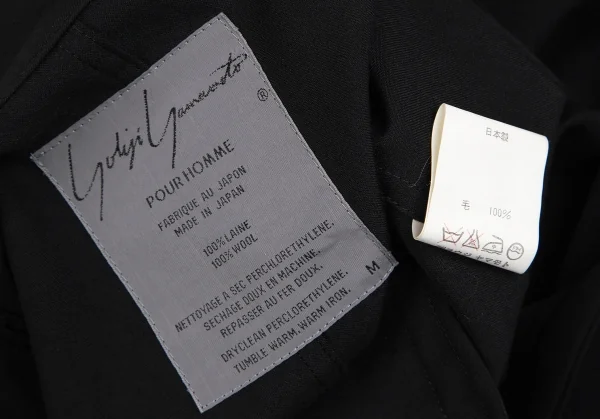 Yohji Yamamoto ®
POUR HOMME
FABRIQUE AU JAPON
MADE IN JAPAN
100% LAINE
100% WOOL
NETTOYAGE A SEC PERCHLORETHYLENE.
SECHAGE DOUX EN MACHINE.
REPASSER AU FER DOUX.
DRYCLEAN PERCLORETHYLENE.
TUMBLE WARM, WARM IRON.
M
日本製
毛 100%